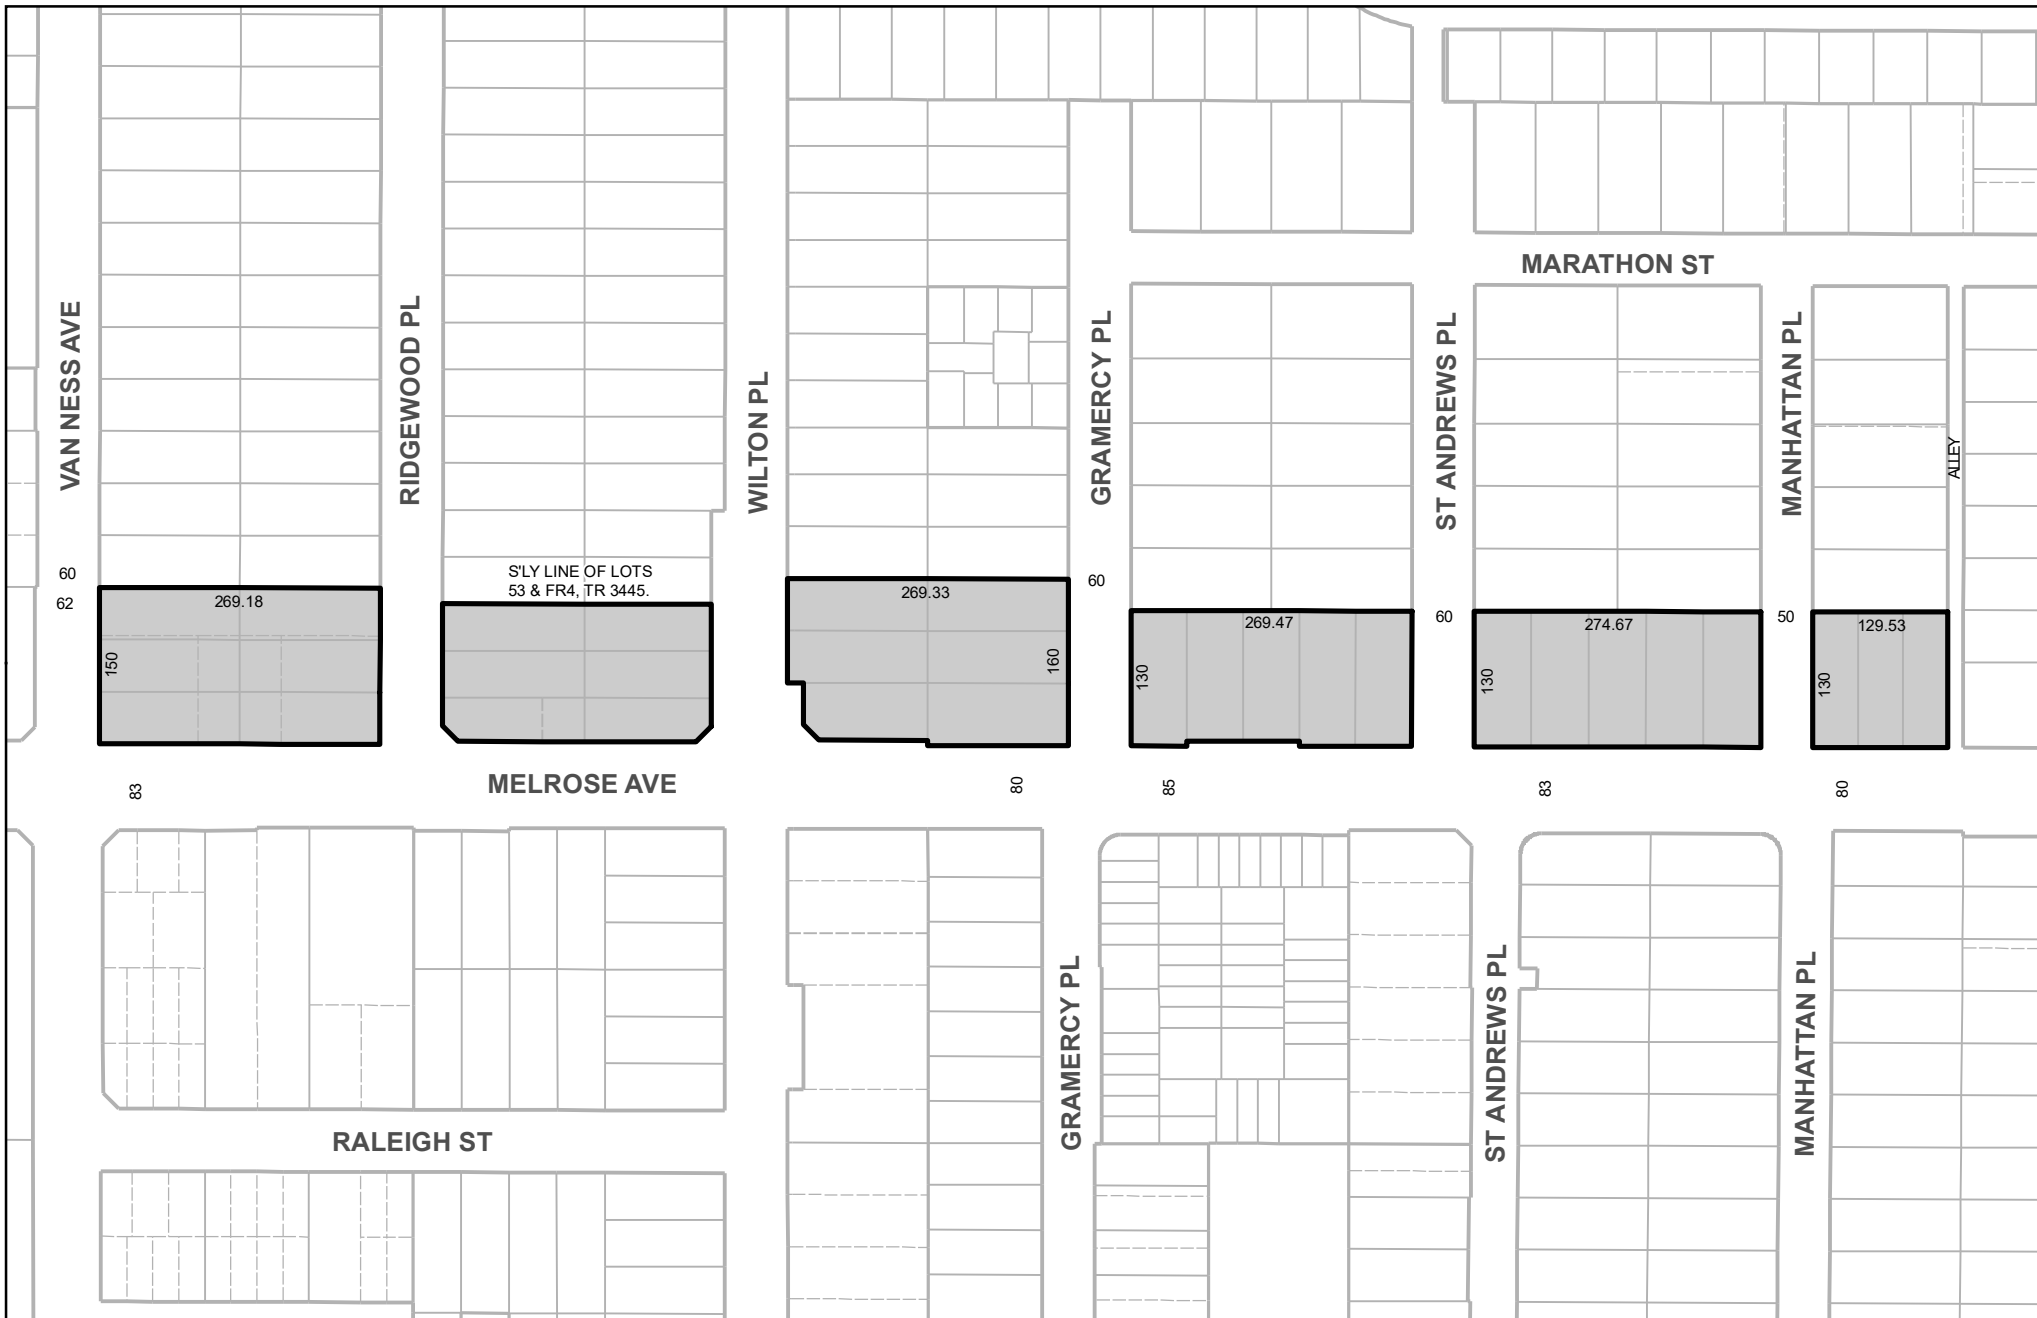 MARATHON ST
VAN NESS AVE
RIDGEWOOD PL
WILTON PL
GRAMERCY PL
ST ANDREWS PL
MANHATTAN PL
ALLEY
60
62
269.18
150
S'LY LINE OF LOTS
53 & FR4, TR 3445.
269.33
160
60
269.47
130
60
274.67
130
50
129.53
130
MELROSE AVE
83
80
85
83
80
GRAMERCY PL
ST ANDREWS PL
MANHATTAN PL
RALEIGH ST